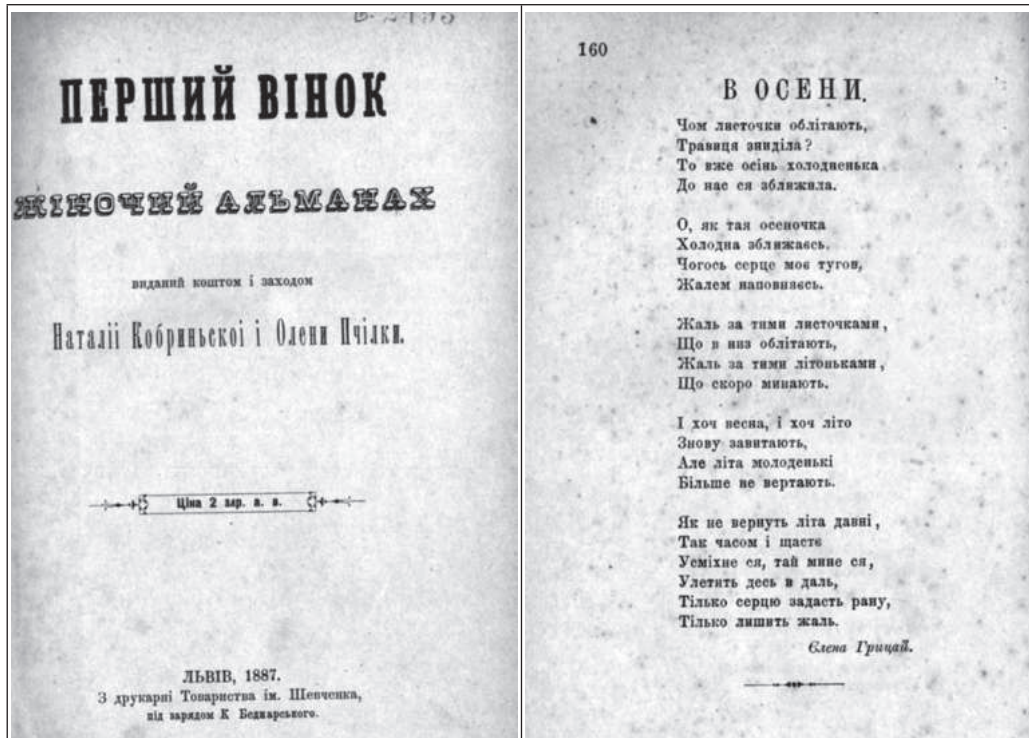 ПЕРШИЙ ВІНОК
ЖІНОЧИЙ АЛЬМАНАХ
виданий коштом і заходом
Наталії Кобриньскої і Олени Пчілки.
Ціна 2 зар. а. в.
ЛЬВІВ, 1887.
З друкарні Товариства ім. Шевченка,
під зарядом К Беднарського.
160
В ОСЕНИ.
Чом листочки облітають,
Травиця зниділа?
То вже осінь холодненька
До нас ся зближила.
О, як тая осеночка
Холодна зближаєсь.
Чогось серце моє тугов,
Жалем наповняєсь.
Жаль за тими листочками,
Що в низ облітають,
Жаль за тими літоньками,
Що скоро минають.
І хоч весна, і хоч літо
Знову завитають,
Але літа молоденькі
Більше не вертають.
Як не вернуть літа давні,
Так часом і щастє
Усміхне ся, тай мине ся,
Улетить десь в даль,
Тілько серцю задасть рану,
Тілько лишить жаль.
Єлена Грицай.